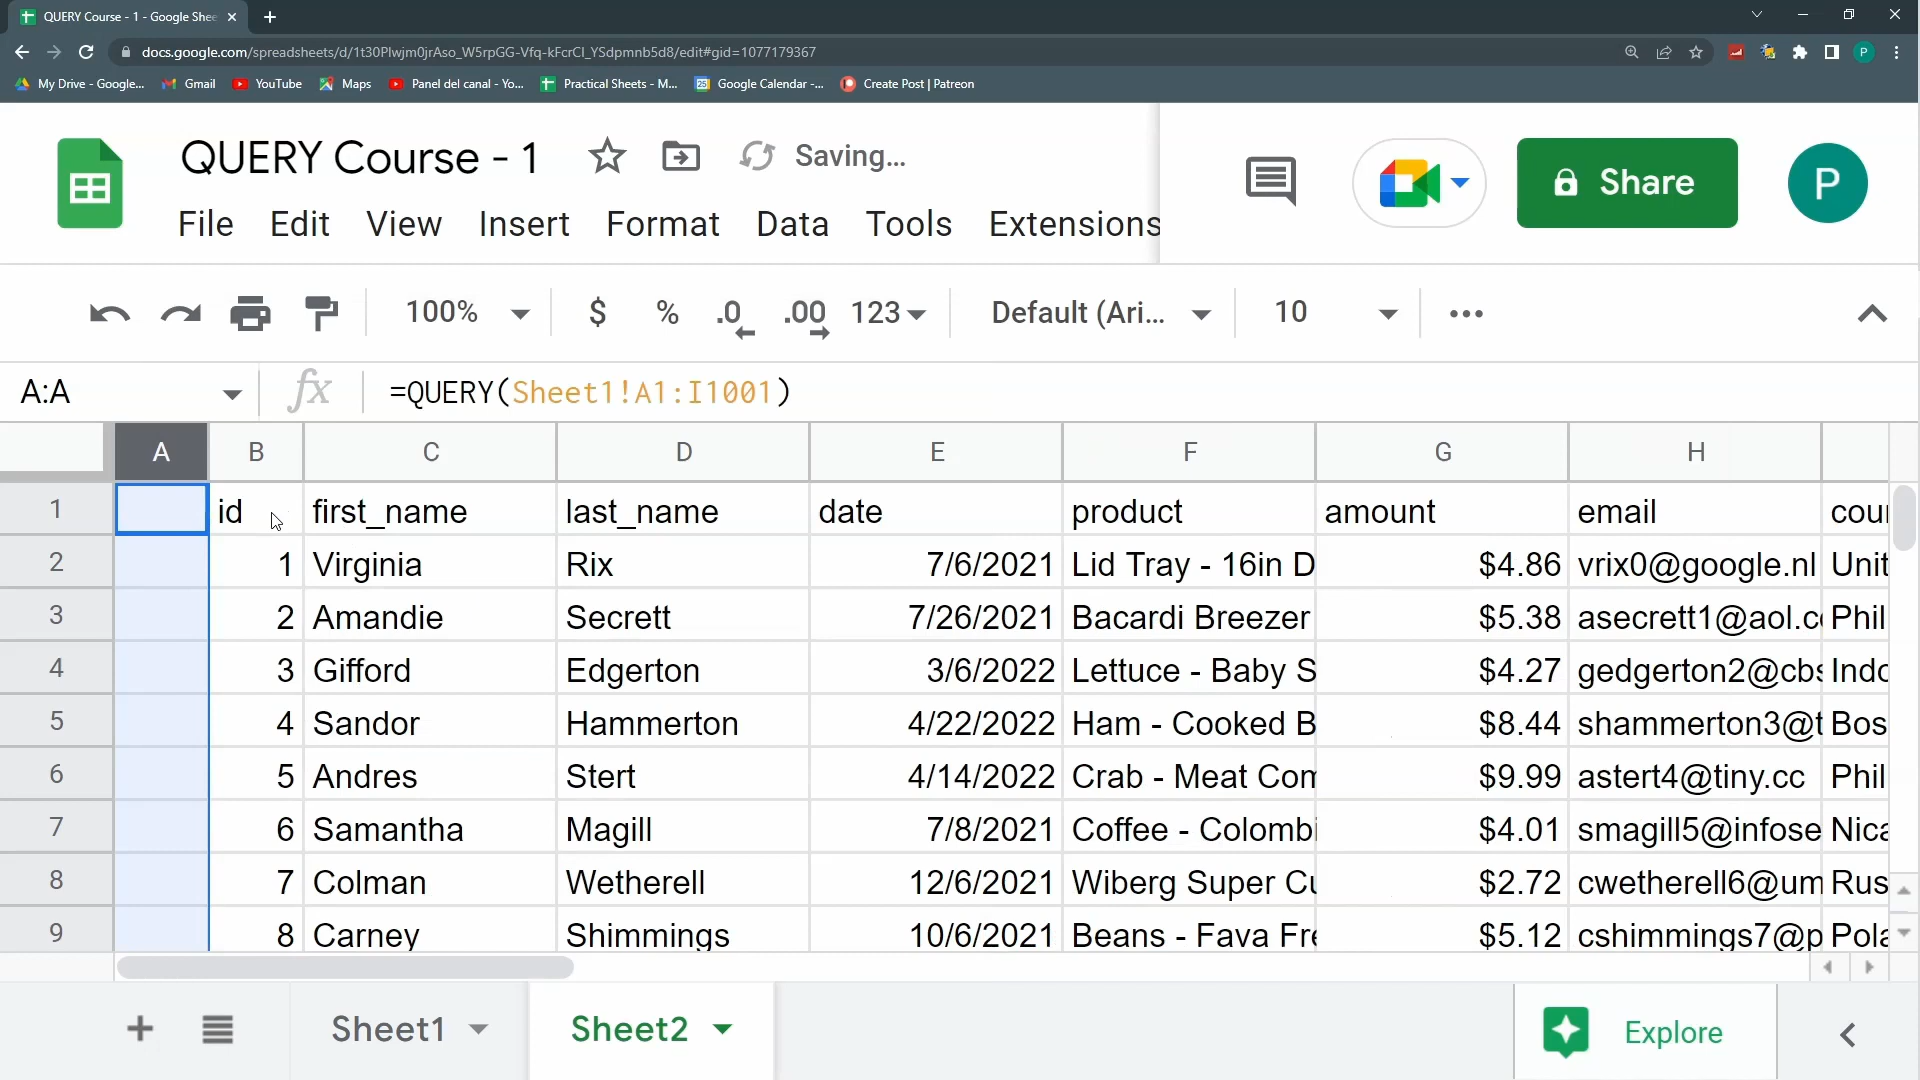 QUERY Course - 1 - Google Shee
docs.google.com/spreadsheets/d/1t30Plwjm0jrAso_W5rpGG-Vfq-kFcrCl_YSdpmnb5d8/edit#gid=1077179367
P
My Drive - Google... Gmail YouTube Maps Panel del canal - Yo... Practical Sheets - M... Google Calendar -... Create Post | Patreon
QUERY Course - 1 Saving...
File Edit View Insert Format Data Tools Extensions
Share P
100% $ % .0 .00 123 Default (Ari... 10
A:A fx =QUERY(Sheet1!A1:I1001)
A B C D E F G H
1 id first_name last_name date product amount email cou
2 1 Virginia Rix 7/6/2021 Lid Tray - 16in D $4.86 vrix0@google.nl Unit
3 2 Amandie Secrett 7/26/2021 Bacardi Breezer $5.38 asecrett1@aol.c Phil
4 3 Gifford Edgerton 3/6/2022 Lettuce - Baby S $4.27 gedgerton2@cbs Indo
5 4 Sandor Hammerton 4/22/2022 Ham - Cooked B $8.44 shammerton3@t Bos
6 5 Andres Stert 4/14/2022 Crab - Meat Com $9.99 astert4@tiny.cc Phil
7 6 Samantha Magill 7/8/2021 Coffee - Colombi $4.01 smagill5@infose Nica
8 7 Colman Wetherell 12/6/2021 Wiberg Super Cu $2.72 cwetherell6@um Rus
9 8 Carney Shimmings 10/6/2021 Beans - Fava Fre $5.12 cshimmings7@p Pola
Sheet1 Sheet2 Explore